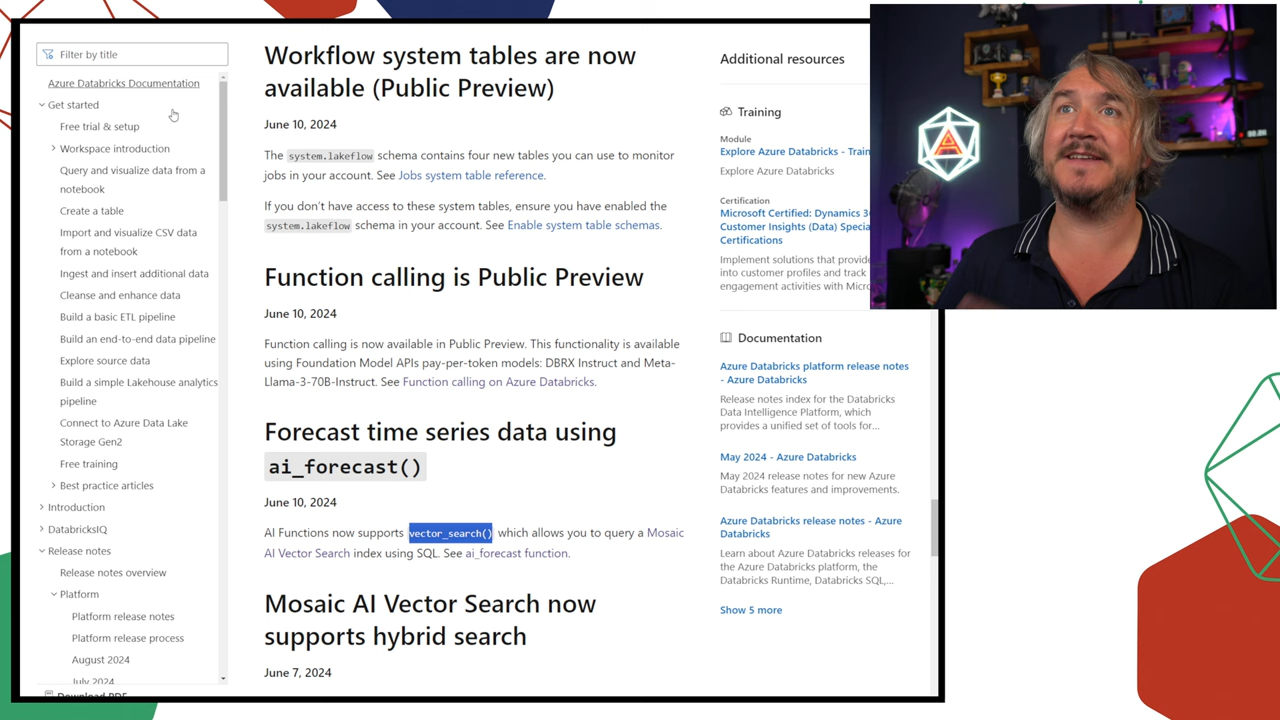 Filter by title
Azure Databricks Documentation
Get started
Free trial & setup
Workspace introduction
Query and visualize data from a
notebook
Create a table
Import and visualize CSV data
from a notebook
Ingest and insert additional data
Cleanse and enhance data
Build a basic ETL pipeline
Build an end-to-end data pipeline
Explore source data
Build a simple Lakehouse analytics
pipeline
Connect to Azure Data Lake
Storage Gen2
Free training
Best practice articles
Introduction
DatabricksIQ
Release notes
Release notes overview
Platform
Platform release notes
Platform release process
August 2024
July 2024
Download PDF
Workflow system tables are now
available (Public Preview)
June 10, 2024
The system.lakeflow schema contains four new tables you can use to monitor
jobs in your account. See Jobs system table reference.
If you don't have access to these system tables, ensure you have enabled the
system.lakeflow schema in your account. See Enable system table schemas.
Function calling is Public Preview
June 10, 2024
Function calling is now available in Public Preview. This functionality is available
using Foundation Model APIs pay-per-token models: DBRX Instruct and Meta-
Llama-3-70B-Instruct. See Function calling on Azure Databricks.
Forecast time series data using
ai_forecast()
June 10, 2024
AI Functions now supports vector_search() which allows you to query a Mosaic
AI Vector Search index using SQL. See ai_forecast function.
Mosaic AI Vector Search now
supports hybrid search
June 7, 2024
Additional resources
Training
Module
Explore Azure Databricks - Train
Explore Azure Databricks
Certification
Microsoft Certified: Dynamics 36
Customer Insights (Data) Specia
Certifications
Implement solutions that provide
into customer profiles and track
engagement activities with Micr
Documentation
Azure Databricks platform release notes
- Azure Databricks
Release notes index for the Databricks
Data Intelligence Platform, which
provides a unified set of tools for...
May 2024 - Azure Databricks
May 2024 release notes for new Azure
Databricks features and improvements.
Azure Databricks release notes - Azure
Databricks
Learn about Azure Databricks releases for
the Azure Databricks platform, the
Databricks Runtime, Databricks SQL,...
Show 5 more